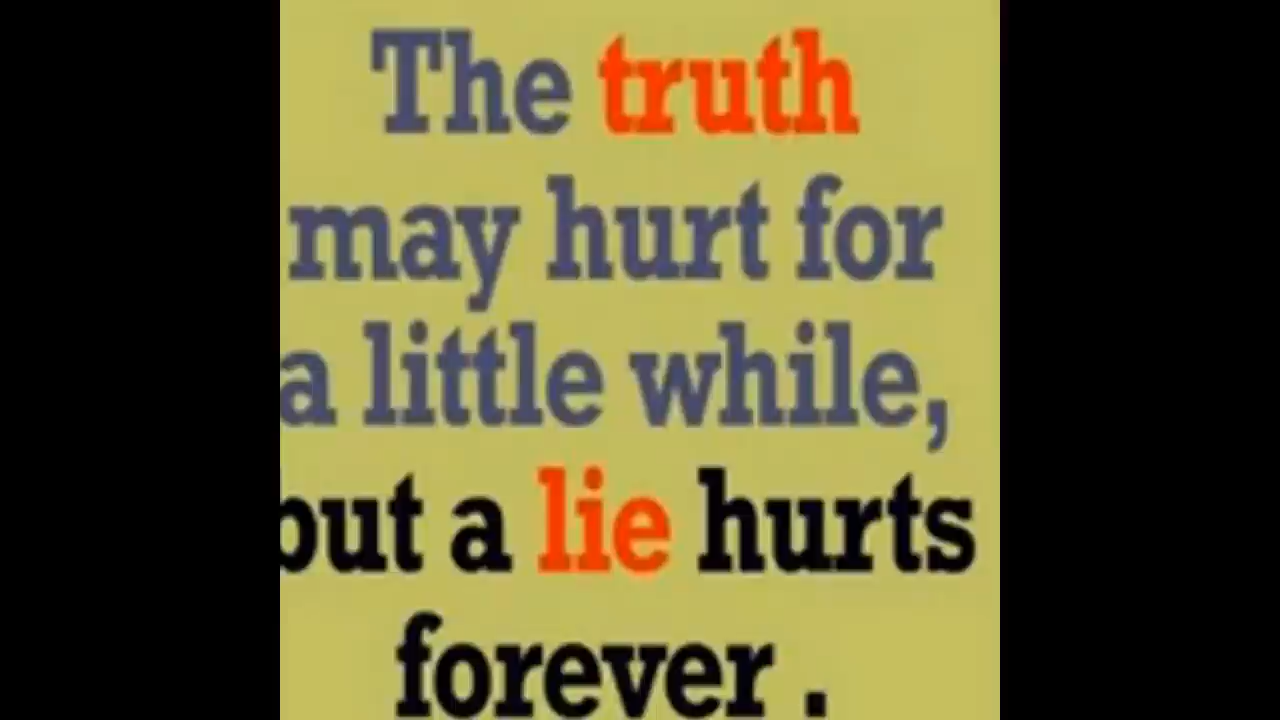 The truth
may hurt for
a little while,
but a lie hurts
forever .